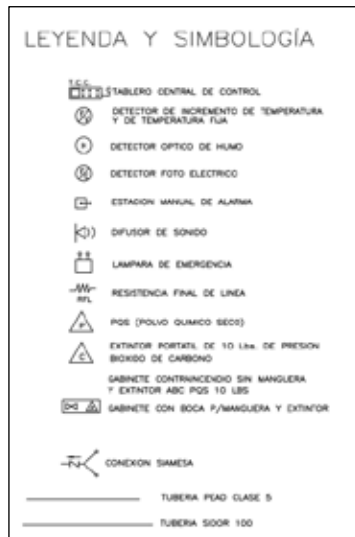 LEYENDA Y SIMBOLOGÍA
T.C.C.
TABLERO CENTRAL DE CONTROL
DETECTOR DE INCREMENTO DE TEMPERATURA
Y DE TEMPERATURA FIJA
DETECTOR OPTICO DE HUMO
DETECTOR FOTO ELECTRICO
ESTACION MANUAL DE ALARMA
DIFUSOR DE SONIDO
LAMPARA DE EMERGENCIA
RFL
RESISTENCIA FINAL DE LINEA
P
PQS (POLVO QUIMICO SECO)
EXTINTOR PORTATIL DE 10 Lbs. DE PRESION
C
BIOXIDO DE CARBONO
GABINETE CONTRAINCENDIO SIN MANGUERA
Y EXTINTOR ABC PQS 10 LBS
GABINETE CON BOCA P/MANGUERA Y EXTINTOR
CONEXION SIAMESA
TUBERIA PEAD CLASE 5
TUBERIA SIDOR 100